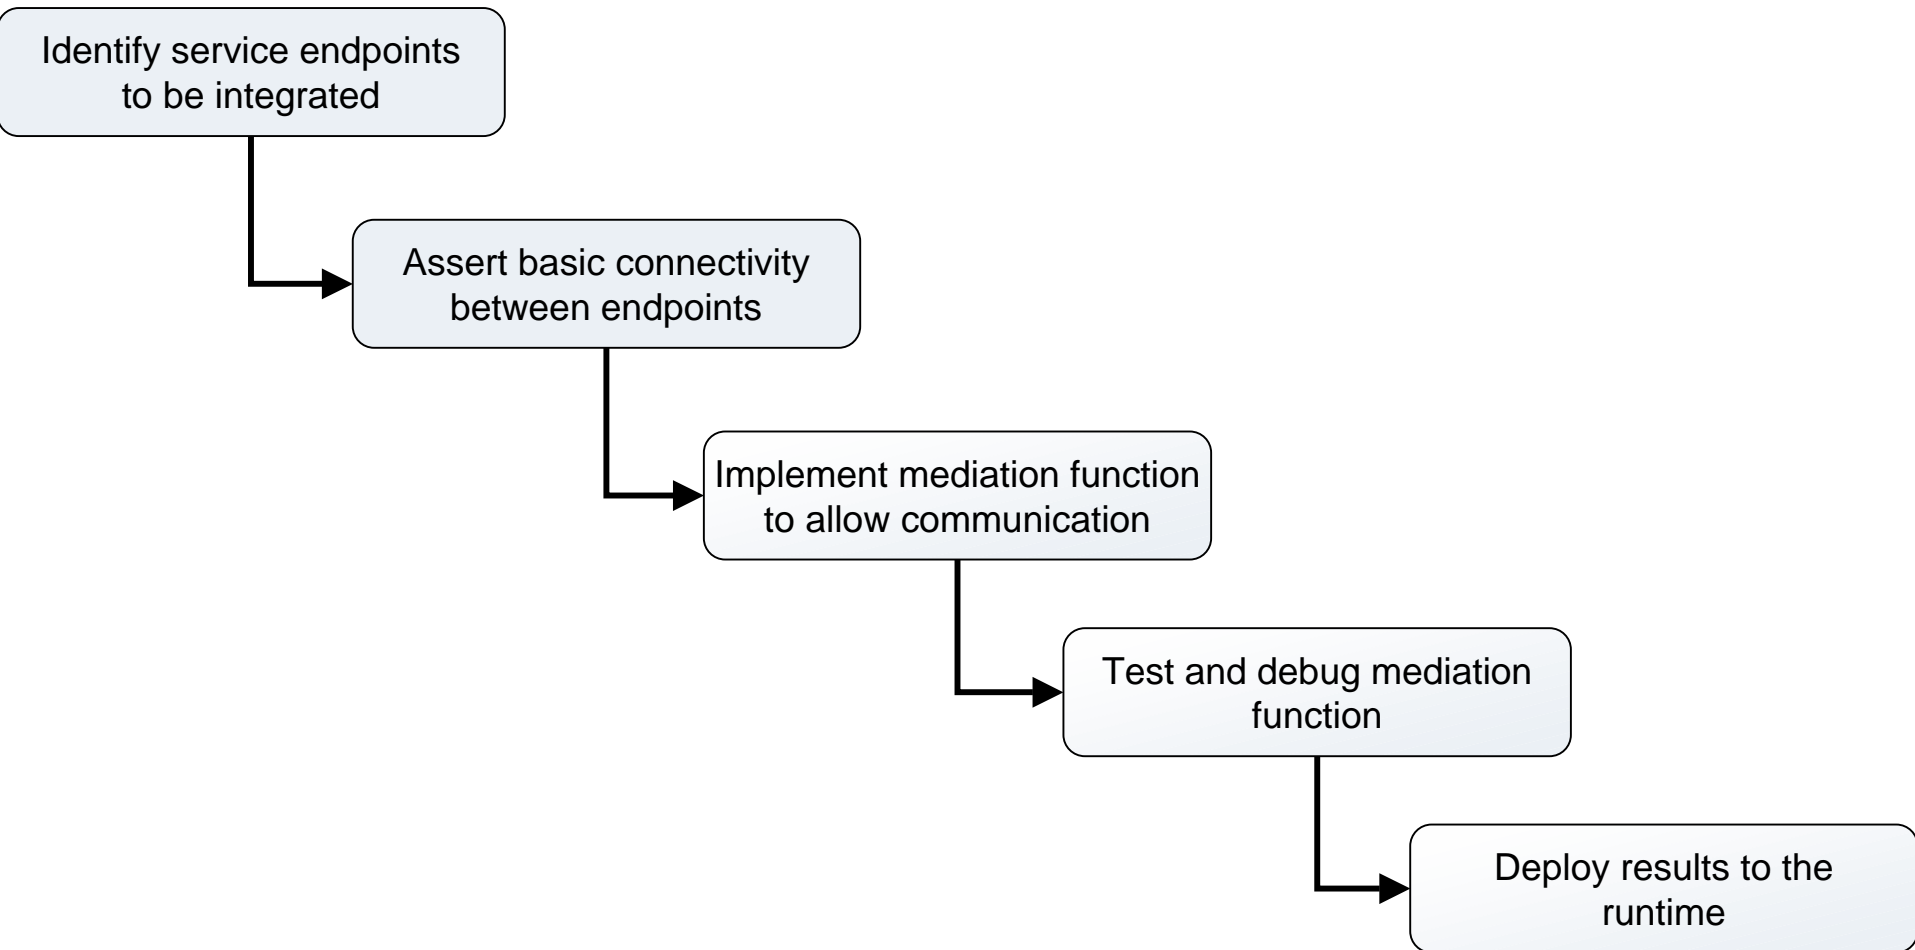 Identify service endpoints
to be integrated
Assert basic connectivity
between endpoints
Implement mediation function
to allow communication
Test and debug mediation
function
Deploy results to the
runtime